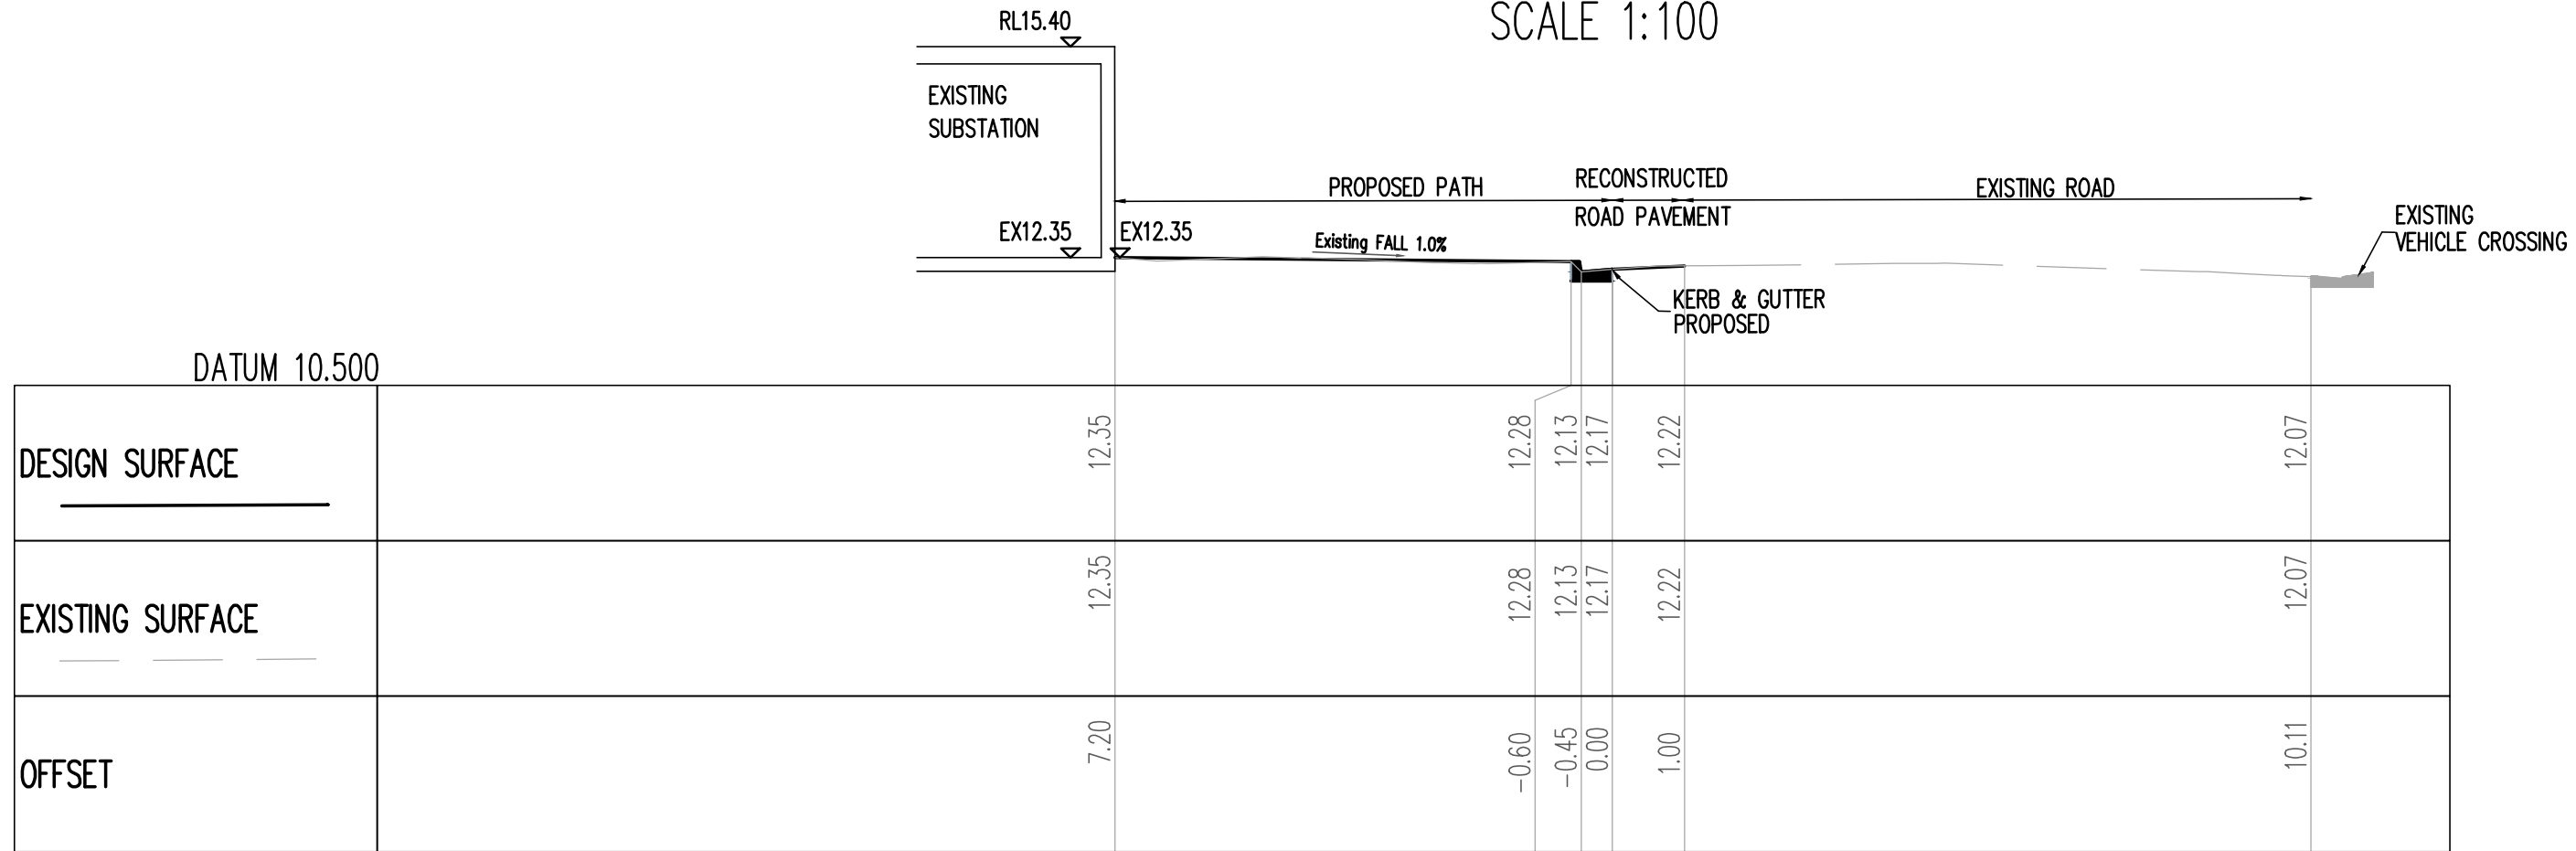 SCALE 1:100
RL15.40
EXISTING
SUBSTATION
PROPOSED PATH
RECONSTRUCTED
ROAD PAVEMENT
EXISTING ROAD
EXISTING
VEHICLE CROSSING
EX12.35
EX12.35
Existing FALL 1.0%
KERB & GUTTER
PROPOSED
DATUM 10.500
DESIGN SURFACE
12.35
12.28
12.13
12.17
12.22
12.07
EXISTING SURFACE
12.35
12.28
12.13
12.17
12.22
12.07
OFFSET
7.20
-0.60
-0.45
0.00
1.00
10.11